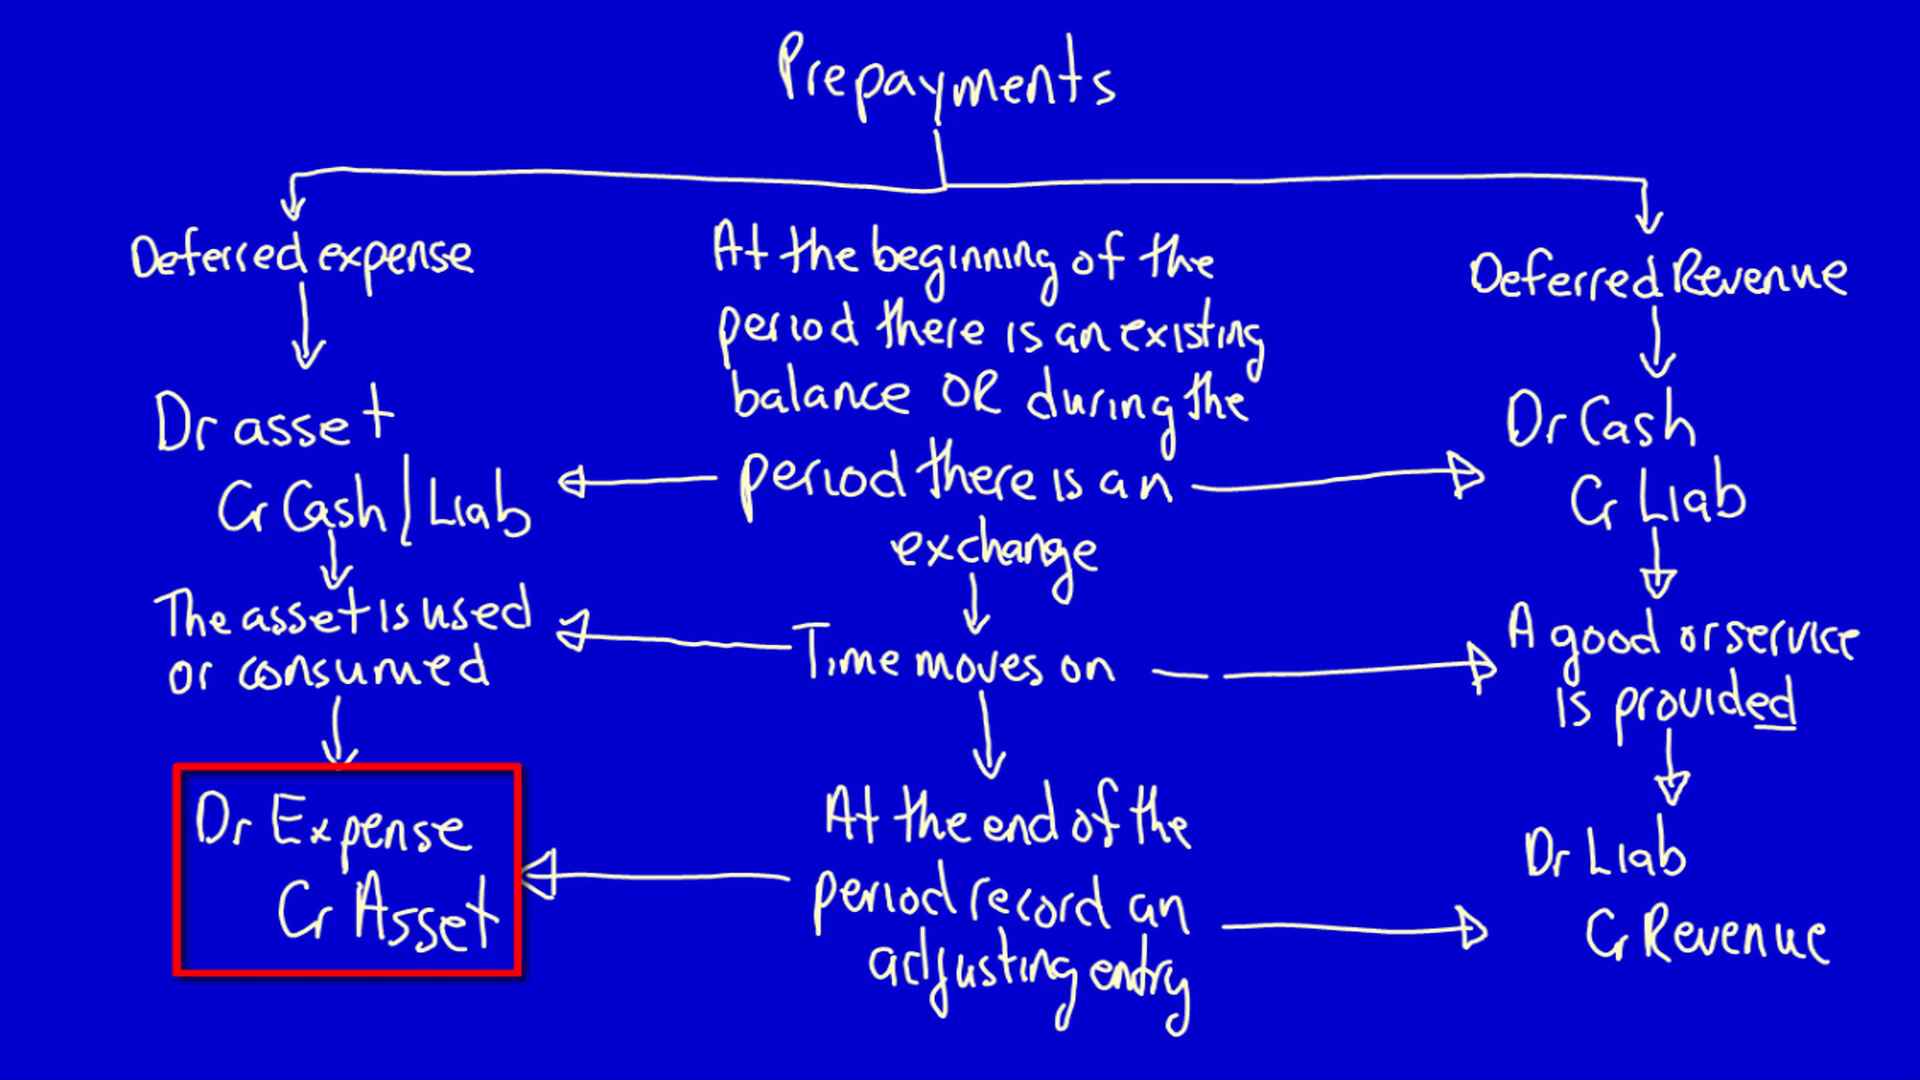 Prepayments
Deferred expense
Dr asset
Cr Cash/Liab
The asset is used
or consumed
Dr Expense
Cr Asset
At the beginning of the
period there is an existing
balance OR during the
period there is an
exchange
Time moves on
At the end of the
period record an
adjusting entry
Deferred Revenue
Dr Cash
Cr Liab
A good or service
is provided
Dr Liab
Cr Revenue